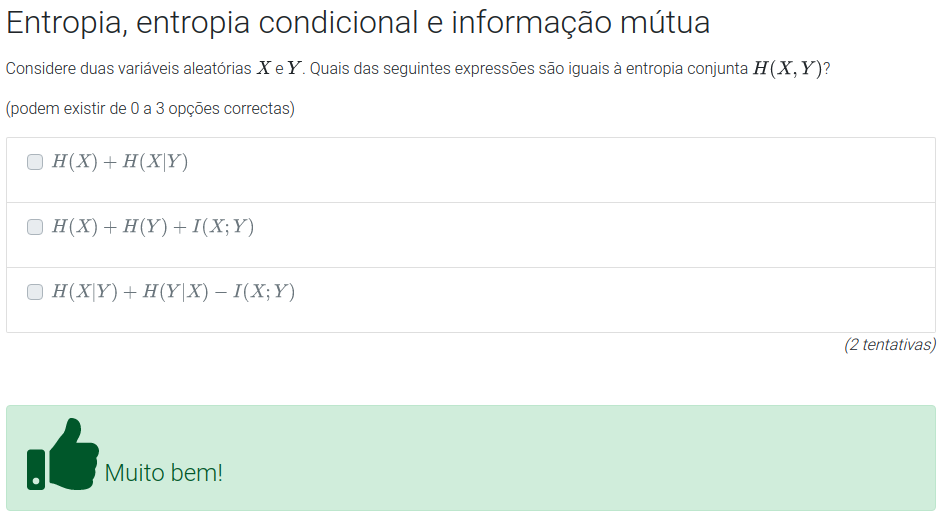 Entropia, entropia condicional e informação mútua
Considere duas variáveis aleatórias X e Y. Quais das seguintes expressões são iguais à entropia conjunta H(X, Y)?
(podem existir de 0 a 3 opções correctas)
H(X) + H(X|Y)
H(X) + H(Y) + I(X; Y)
H(X|Y) + H(Y|X) − I(X; Y)
(2 tentativas)
Muito bem!